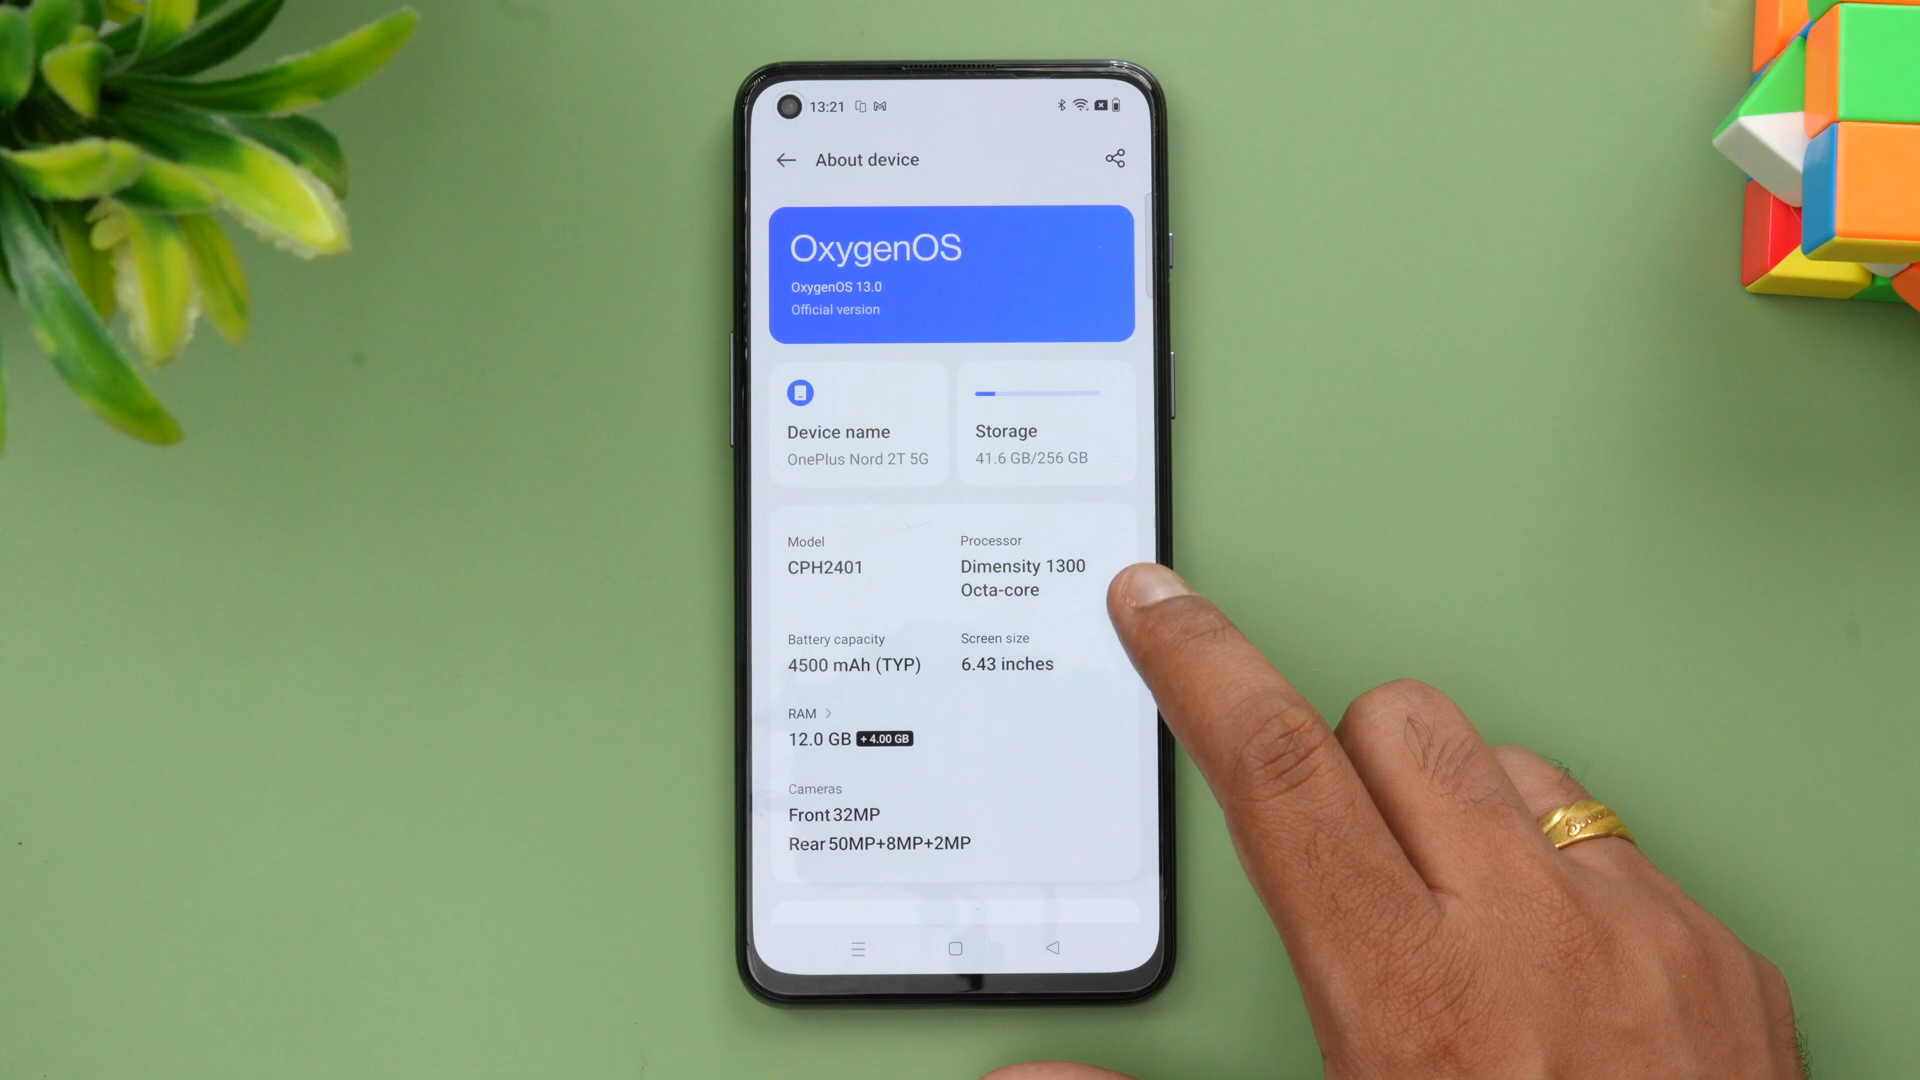 13:21
About device
OxygenOS
OxygenOS 13.0
Official version
Device name
OnePlus Nord 2T 5G
Storage
41.6 GB/256 GB
Model
CPH2401
Processor
Dimensity 1300
Octa-core
Battery capacity
4500 mAh (TYP)
Screen size
6.43 inches
RAM
12.0 GB + 4.00 GB
Cameras
Front 32MP
Rear 50MP+8MP+2MP